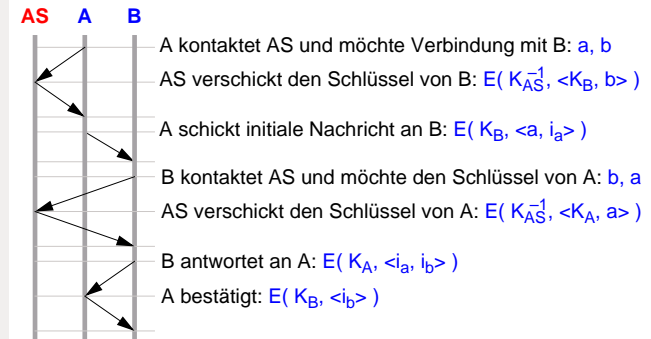 AS A B
A kontaktet AS und möchte Verbindung mit B: a, b
AS verschickt den Schlüssel von B: E( K_AS^−1, <K_B, b> )
A schickt initiale Nachricht an B: E( K_B, <a, i_a> )
B kontaktet AS und möchte den Schlüssel von A: b, a
AS verschickt den Schlüssel von A: E( K_AS^−1, <K_A, a> )
B antwortet an A: E( K_A, <i_a, i_b> )
A bestätigt: E( K_B, <i_b> )